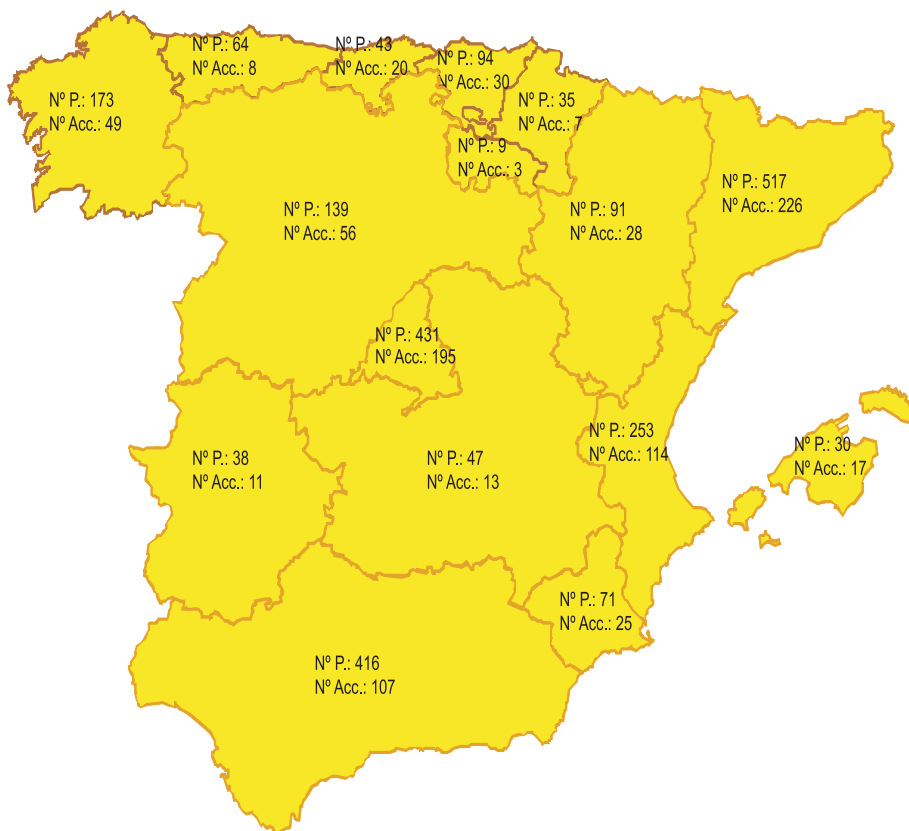 Nº P.: 64
Nº Acc.: 8
Nº P.: 43
Nº Acc.: 20
Nº P.: 94
Nº Acc.: 30
Nº P.: 173
Nº Acc.: 49
Nº P.: 35
Nº Acc.: 7
Nº P.: 9
Nº Acc.: 3
Nº P.: 139
Nº Acc.: 56
Nº P.: 91
Nº Acc.: 28
Nº P.: 517
Nº Acc.: 226
Nº P.: 431
Nº Acc.: 195
Nº P.: 38
Nº Acc.: 11
Nº P.: 47
Nº Acc.: 13
Nº P.: 253
Nº Acc.: 114
Nº P.: 30
Nº Acc.: 17
Nº P.: 71
Nº Acc.: 25
Nº P.: 416
Nº Acc.: 107